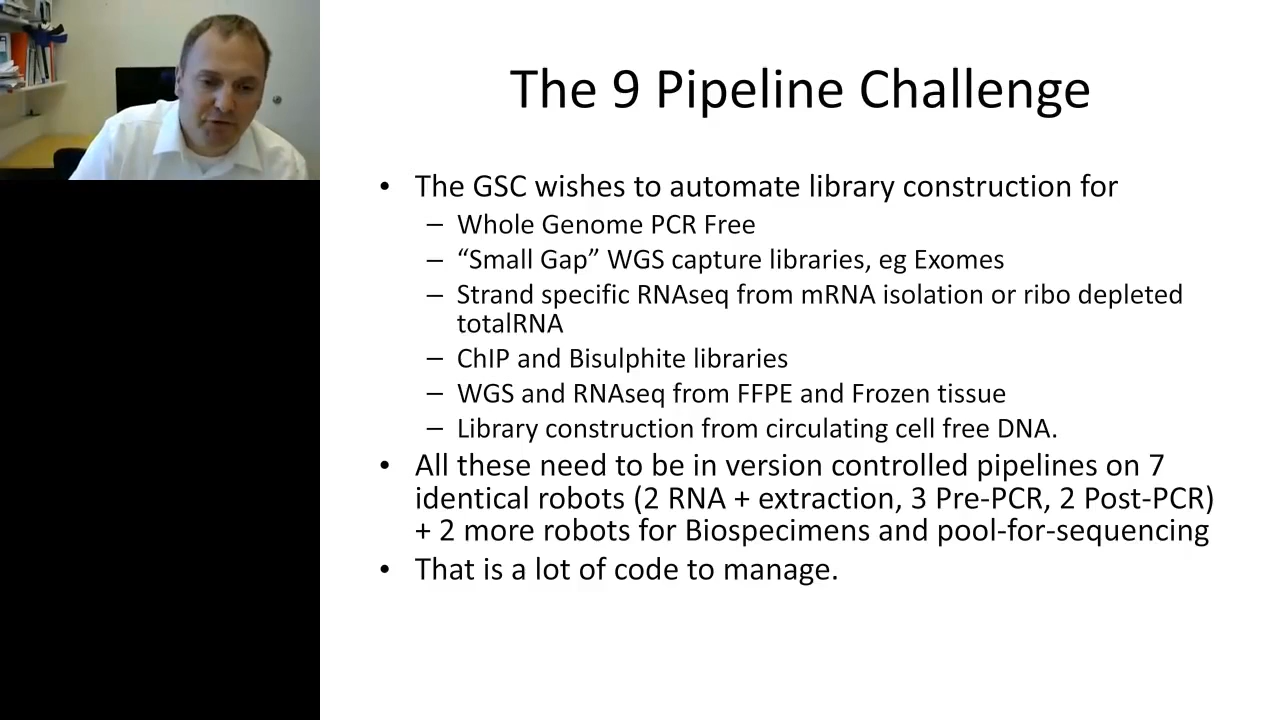 The 9 Pipeline Challenge
• The GSC wishes to automate library construction for
– Whole Genome PCR Free
– “Small Gap” WGS capture libraries, eg Exomes
– Strand specific RNAseq from mRNA isolation or ribo depleted
totalRNA
– ChIP and Bisulphite libraries
– WGS and RNAseq from FFPE and Frozen tissue
– Library construction from circulating cell free DNA.
• All these need to be in version controlled pipelines on 7
identical robots (2 RNA + extraction, 3 Pre-PCR, 2 Post-PCR)
+ 2 more robots for Biospecimens and pool-for-sequencing
• That is a lot of code to manage.